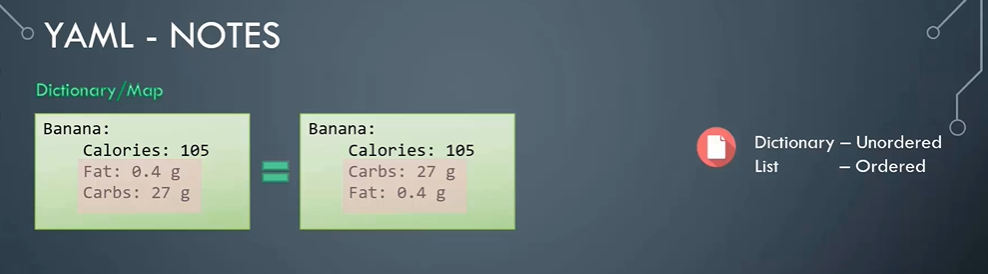 YAML - NOTES
Dictionary/Map
Banana:
Calories: 105
Fat: 0.4 g
Carbs: 27 g
Banana:
Calories: 105
Carbs: 27 g
Fat: 0.4 g
Dictionary – Unordered
List – Ordered